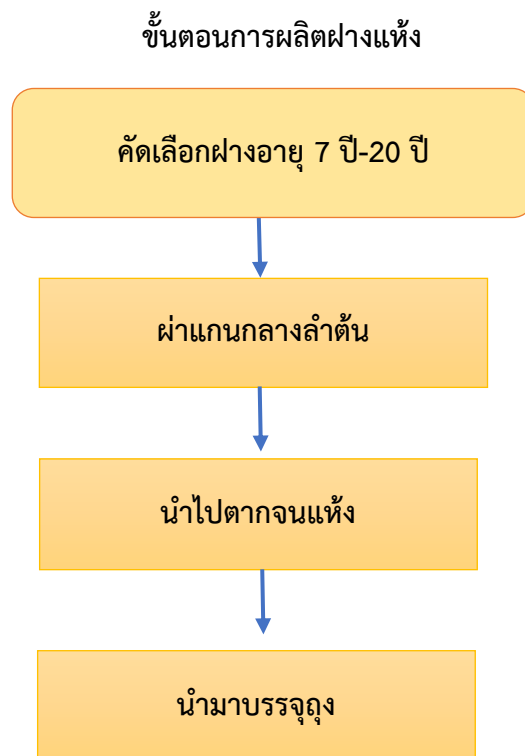 ขั้นตอนการผลิตฝางแห้ง
คัดเลือกฝางอายุ 7 ปี-20 ปี
ผ่าแกนกลางลำต้น
นำไปตากจนแห้ง
นำมาบรรจุถุง